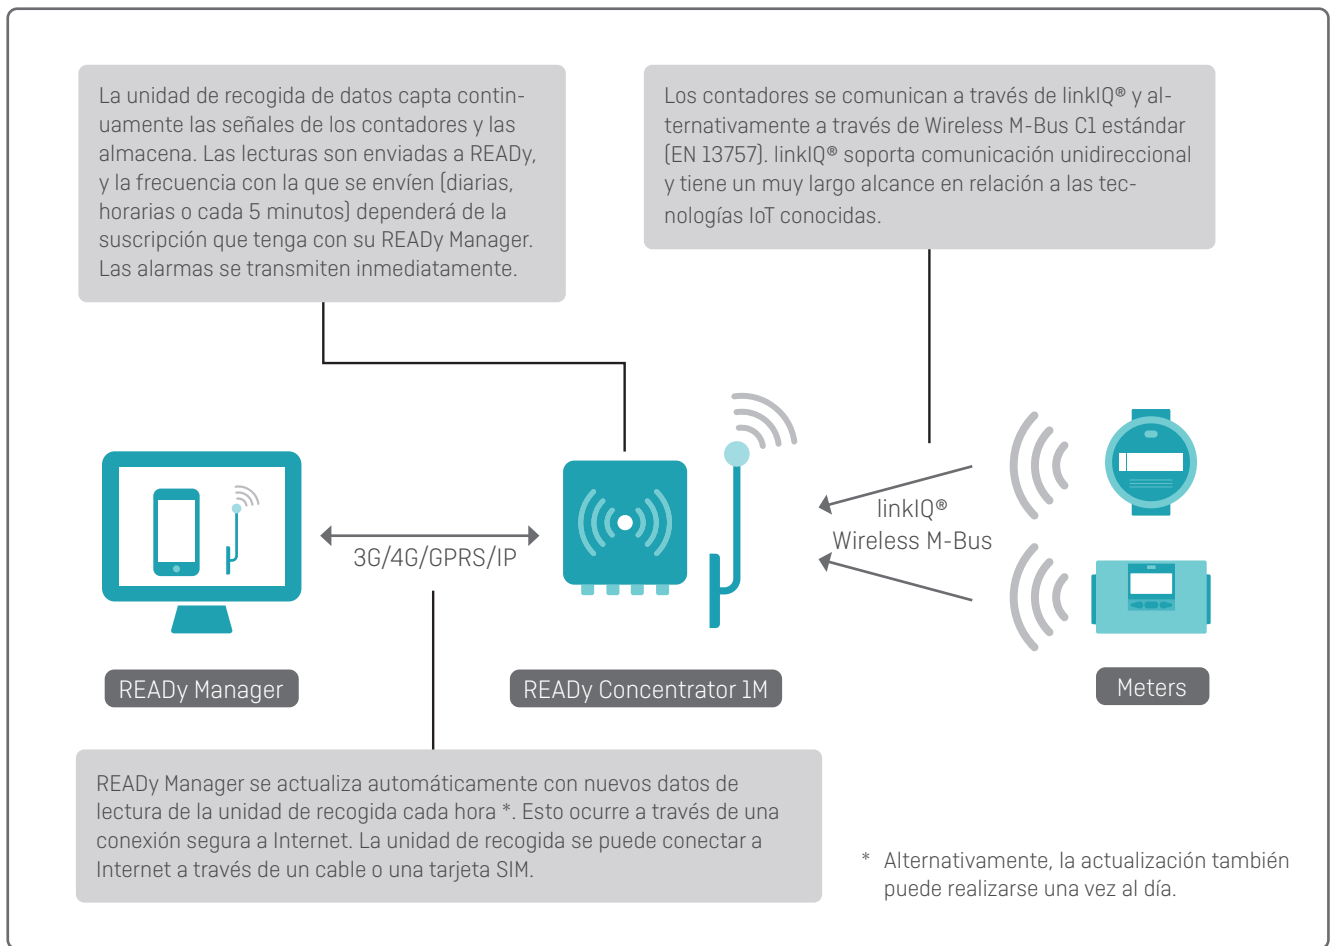 La unidad de recogida de datos capta contin-
uamente las señales de los contadores y las
almacena. Las lecturas son enviadas a READy,
y la frecuencia con la que se envíen (diarias,
horarias o cada 5 minutos) dependerá de la
suscripción que tenga con su READy Manager.
Las alarmas se transmiten inmediatamente.
Los contadores se comunican a través de linkIQ® y al-
ternativamente a través de Wireless M-Bus C1 estándar
(EN 13757). linkIQ® soporta comunicación unidireccional
y tiene un muy largo alcance en relación a las tec-
nologías IoT conocidas.
3G/4G/GPRS/IP
linkIQ®
Wireless M-Bus
READy Manager
READy Concentrator 1M
Meters
READy Manager se actualiza automáticamente con nuevos datos de
lectura de la unidad de recogida cada hora *. Esto ocurre a través de una
conexión segura a Internet. La unidad de recogida se puede conectar a
Internet a través de un cable o una tarjeta SIM.
* Alternativamente, la actualización también
puede realizarse una vez al día.